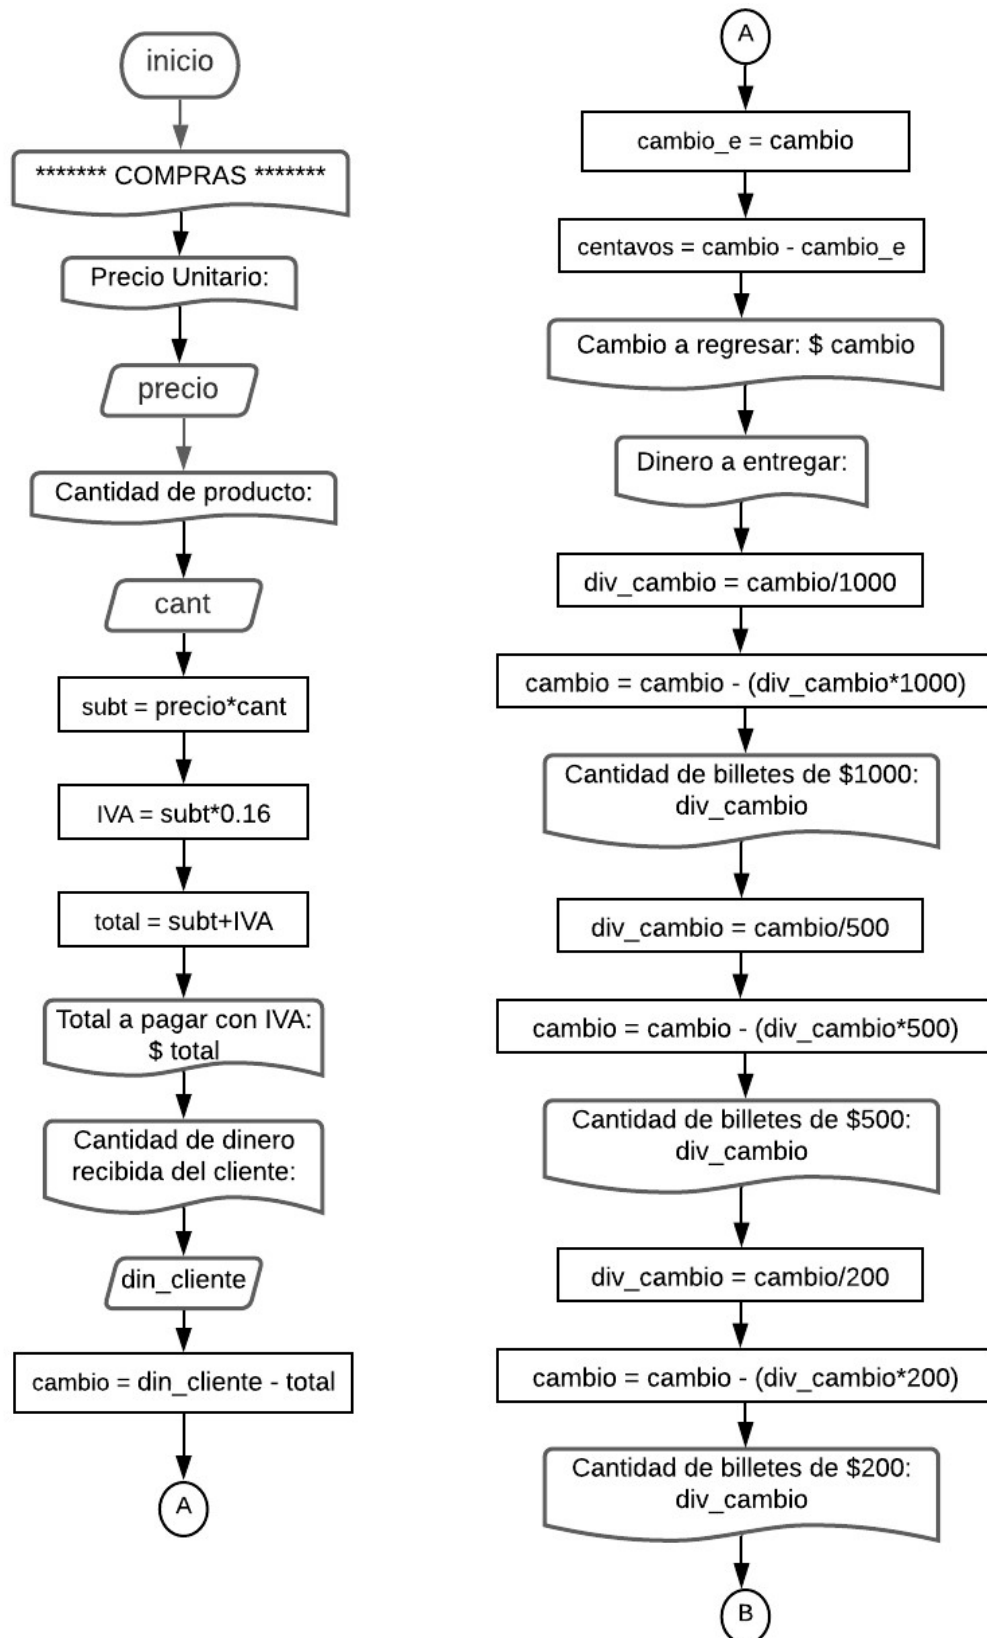 inicio
******* COMPRAS *******
Precio Unitario:
precio
Cantidad de producto:
cant
subt = precio*cant
IVA = subt*0.16
total = subt+IVA
Total a pagar con IVA:
$ total
Cantidad de dinero
recibida del cliente:
din_cliente
cambio = din_cliente - total
A
A
cambio_e = cambio
centavos = cambio - cambio_e
Cambio a regresar: $ cambio
Dinero a entregar:
div_cambio = cambio/1000
cambio = cambio - (div_cambio*1000)
Cantidad de billetes de $1000:
div_cambio
div_cambio = cambio/500
cambio = cambio - (div_cambio*500)
Cantidad de billetes de $500:
div_cambio
div_cambio = cambio/200
cambio = cambio - (div_cambio*200)
Cantidad de billetes de $200:
div_cambio
B